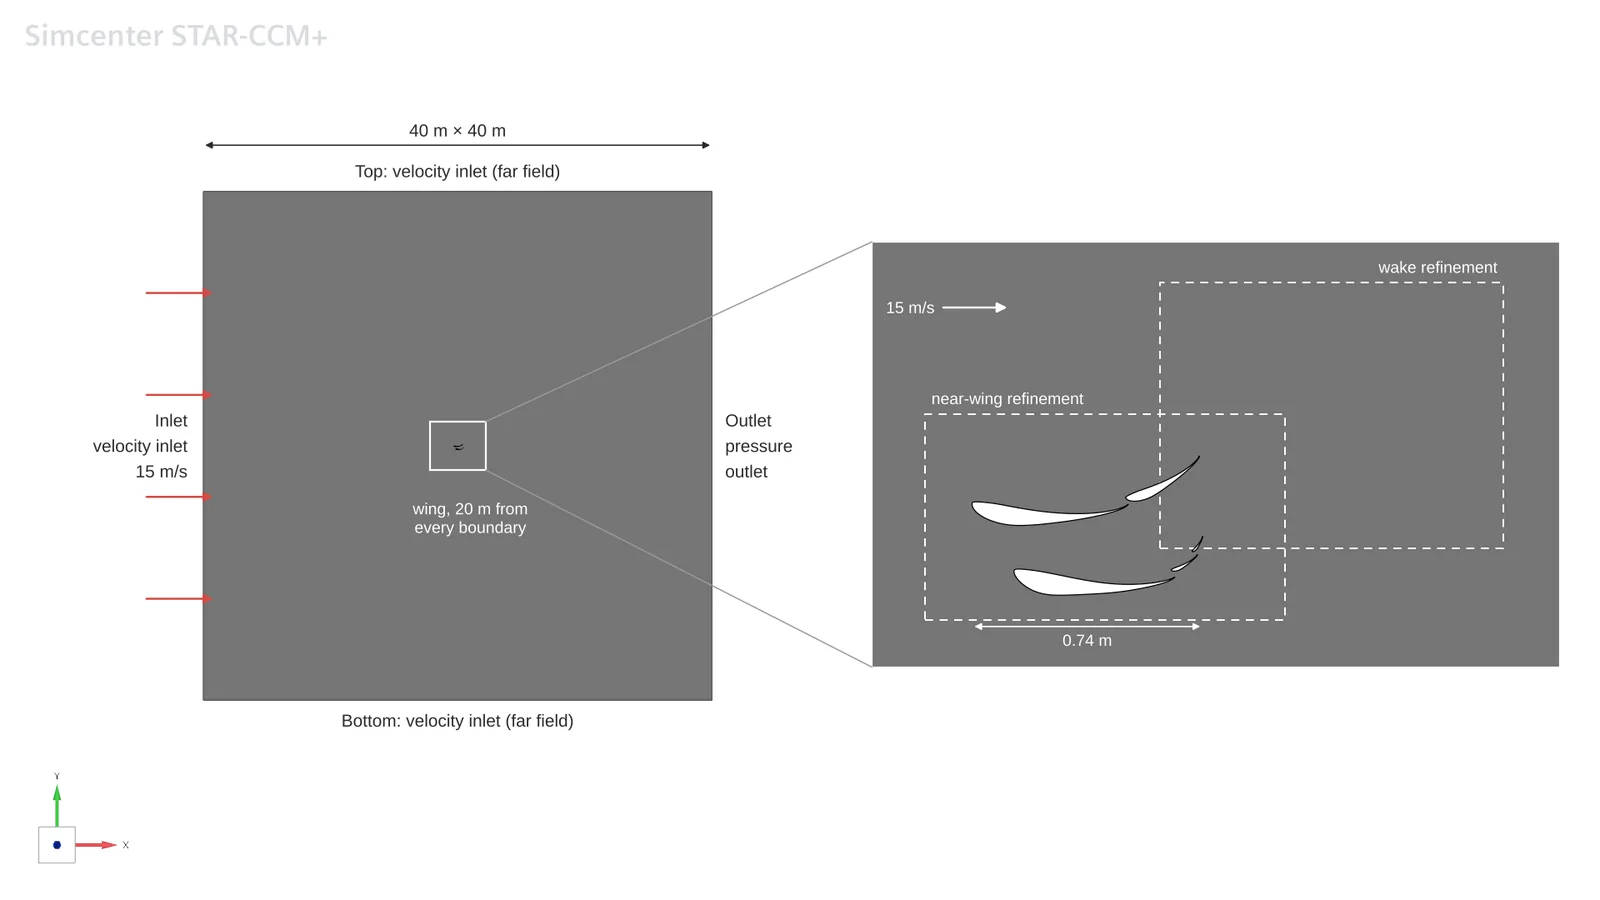 Simcenter STAR-CCM+
40 m × 40 m
Top: velocity inlet (far field)
Inlet
velocity inlet
15 m/s
wing, 20 m from
every boundary
Outlet
pressure
outlet
Bottom: velocity inlet (far field)
wake refinement
15 m/s
near-wing refinement
0.74 m
Y
X